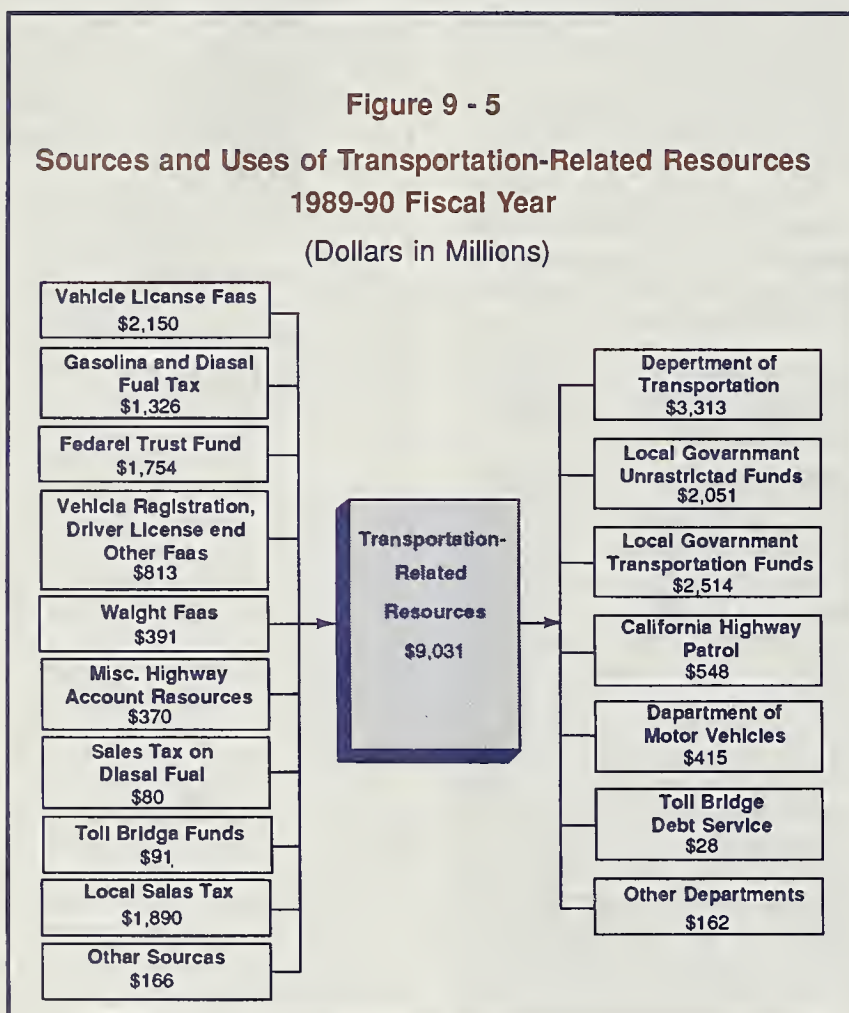 Figure 9 - 5
Sources and Uses of Transportation-Related Resources
1989-90 Fiscal Year
(Dollars in Millions)
Vahicle Licanse Faas
$2,150
Gasolina and Diasal
Fual Tax
$1,326
Fedarel Trust Fund
$1,754
Vehicla Ragistration,
Driver License end
Other Faas
$813
Walght Faas
$391
Misc. Highway
Account Rasources
$370
Sales Tax on
Dlasal Fual
$80
Toll Bridga Funds
$91
Local Salas Tax
$1,890
Othar Sourcas
$166
Transportation-
Related
Resources
$9,031
Depertment of
Transportation
$3,313
Local Governmant
Unrastrictad Funds
$2,051
Local Governmant
Transportation Funds
$2,514
California Highway
Patrol
$548
Dapartment of
Motor Vehicles
$415
Toll Bridge
Debt Service
$28
Other Departments
$162